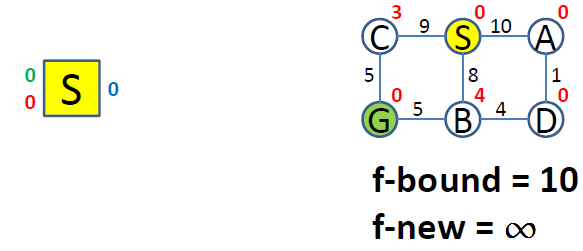 3 0 0
C 9 S 10 A
0
S 0
0
5 8 1
0 4 0
G 5 B 4 D
f-bound = 10
f-new = ∞